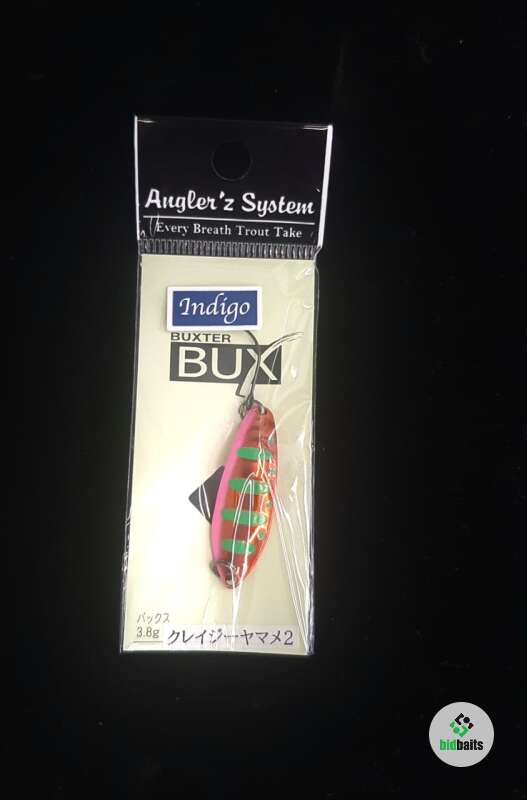 Angler'z System
Every Breath Trout Take
Indigo
BUXTER
BUX
バックス
3.8g クレイジーヤマメ2
bidbaits